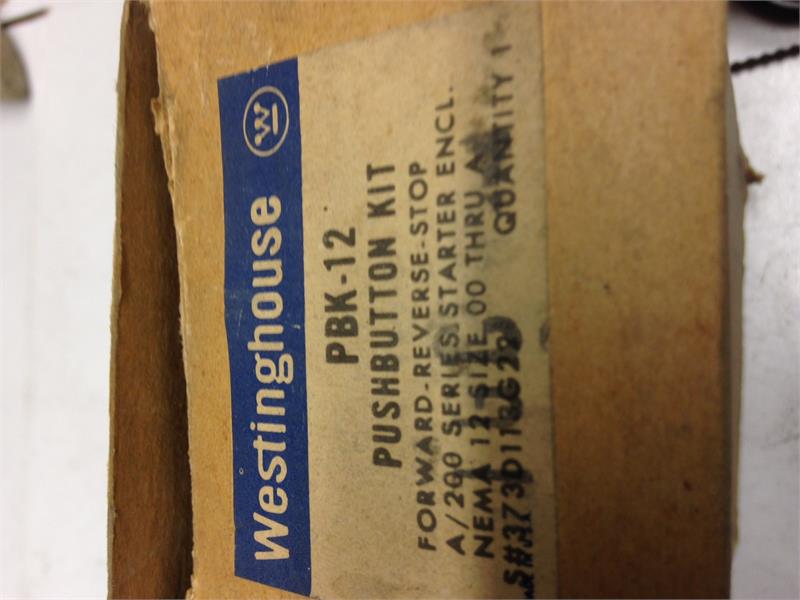 Westinghouse W
PBK-12
PUSHBUTTON KIT
FORWARD-REVERSE-STOP
A/200 SERIES STARTER ENCL.
NEMA 12 SIZE 00 THRU
QUANTITY 1